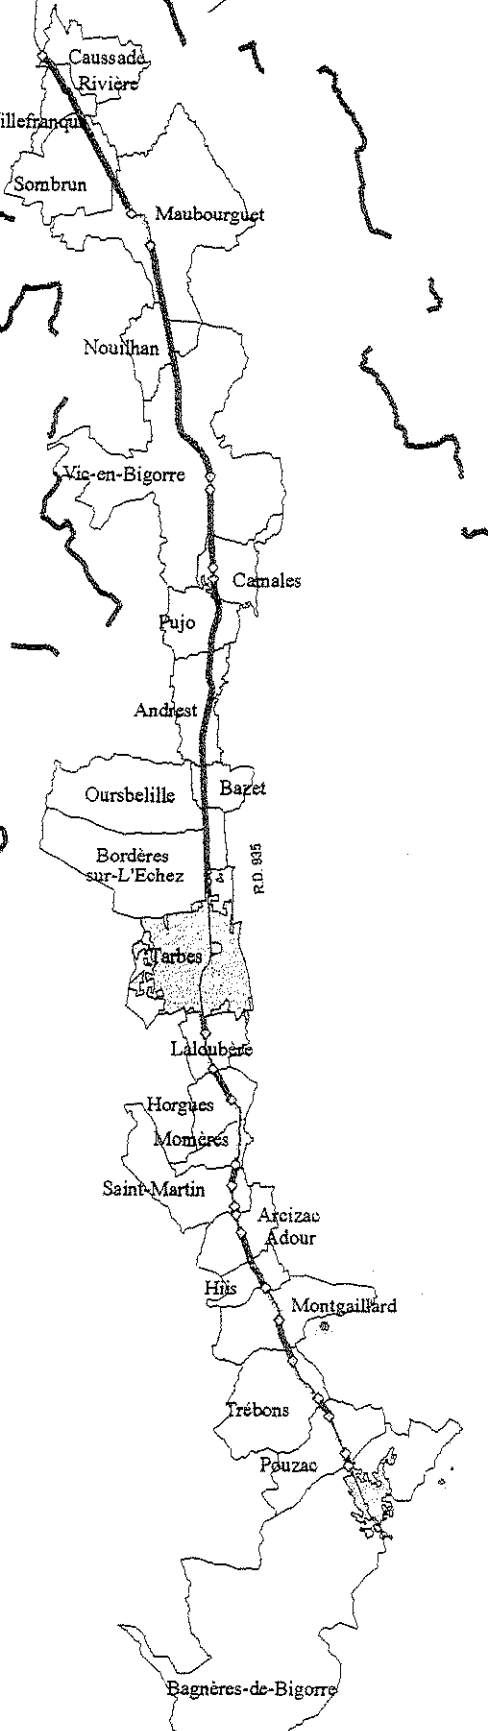 Caussade
Rivière
illefranque
Sombrun
Maubourguet
Nouilhan
Vic-en-Bigorre
Camales
Pujo
Andrest
Oursbelille
Bazet
Bordères
sur-L'Echez
R.D. 935
Tarbes
Laloubère
Horgues
Momères
Saint-Martin
Arcizac
Adour
Hiis
Montgaillard
Trébons
Pouzac
Bagnères-de-Bigorre